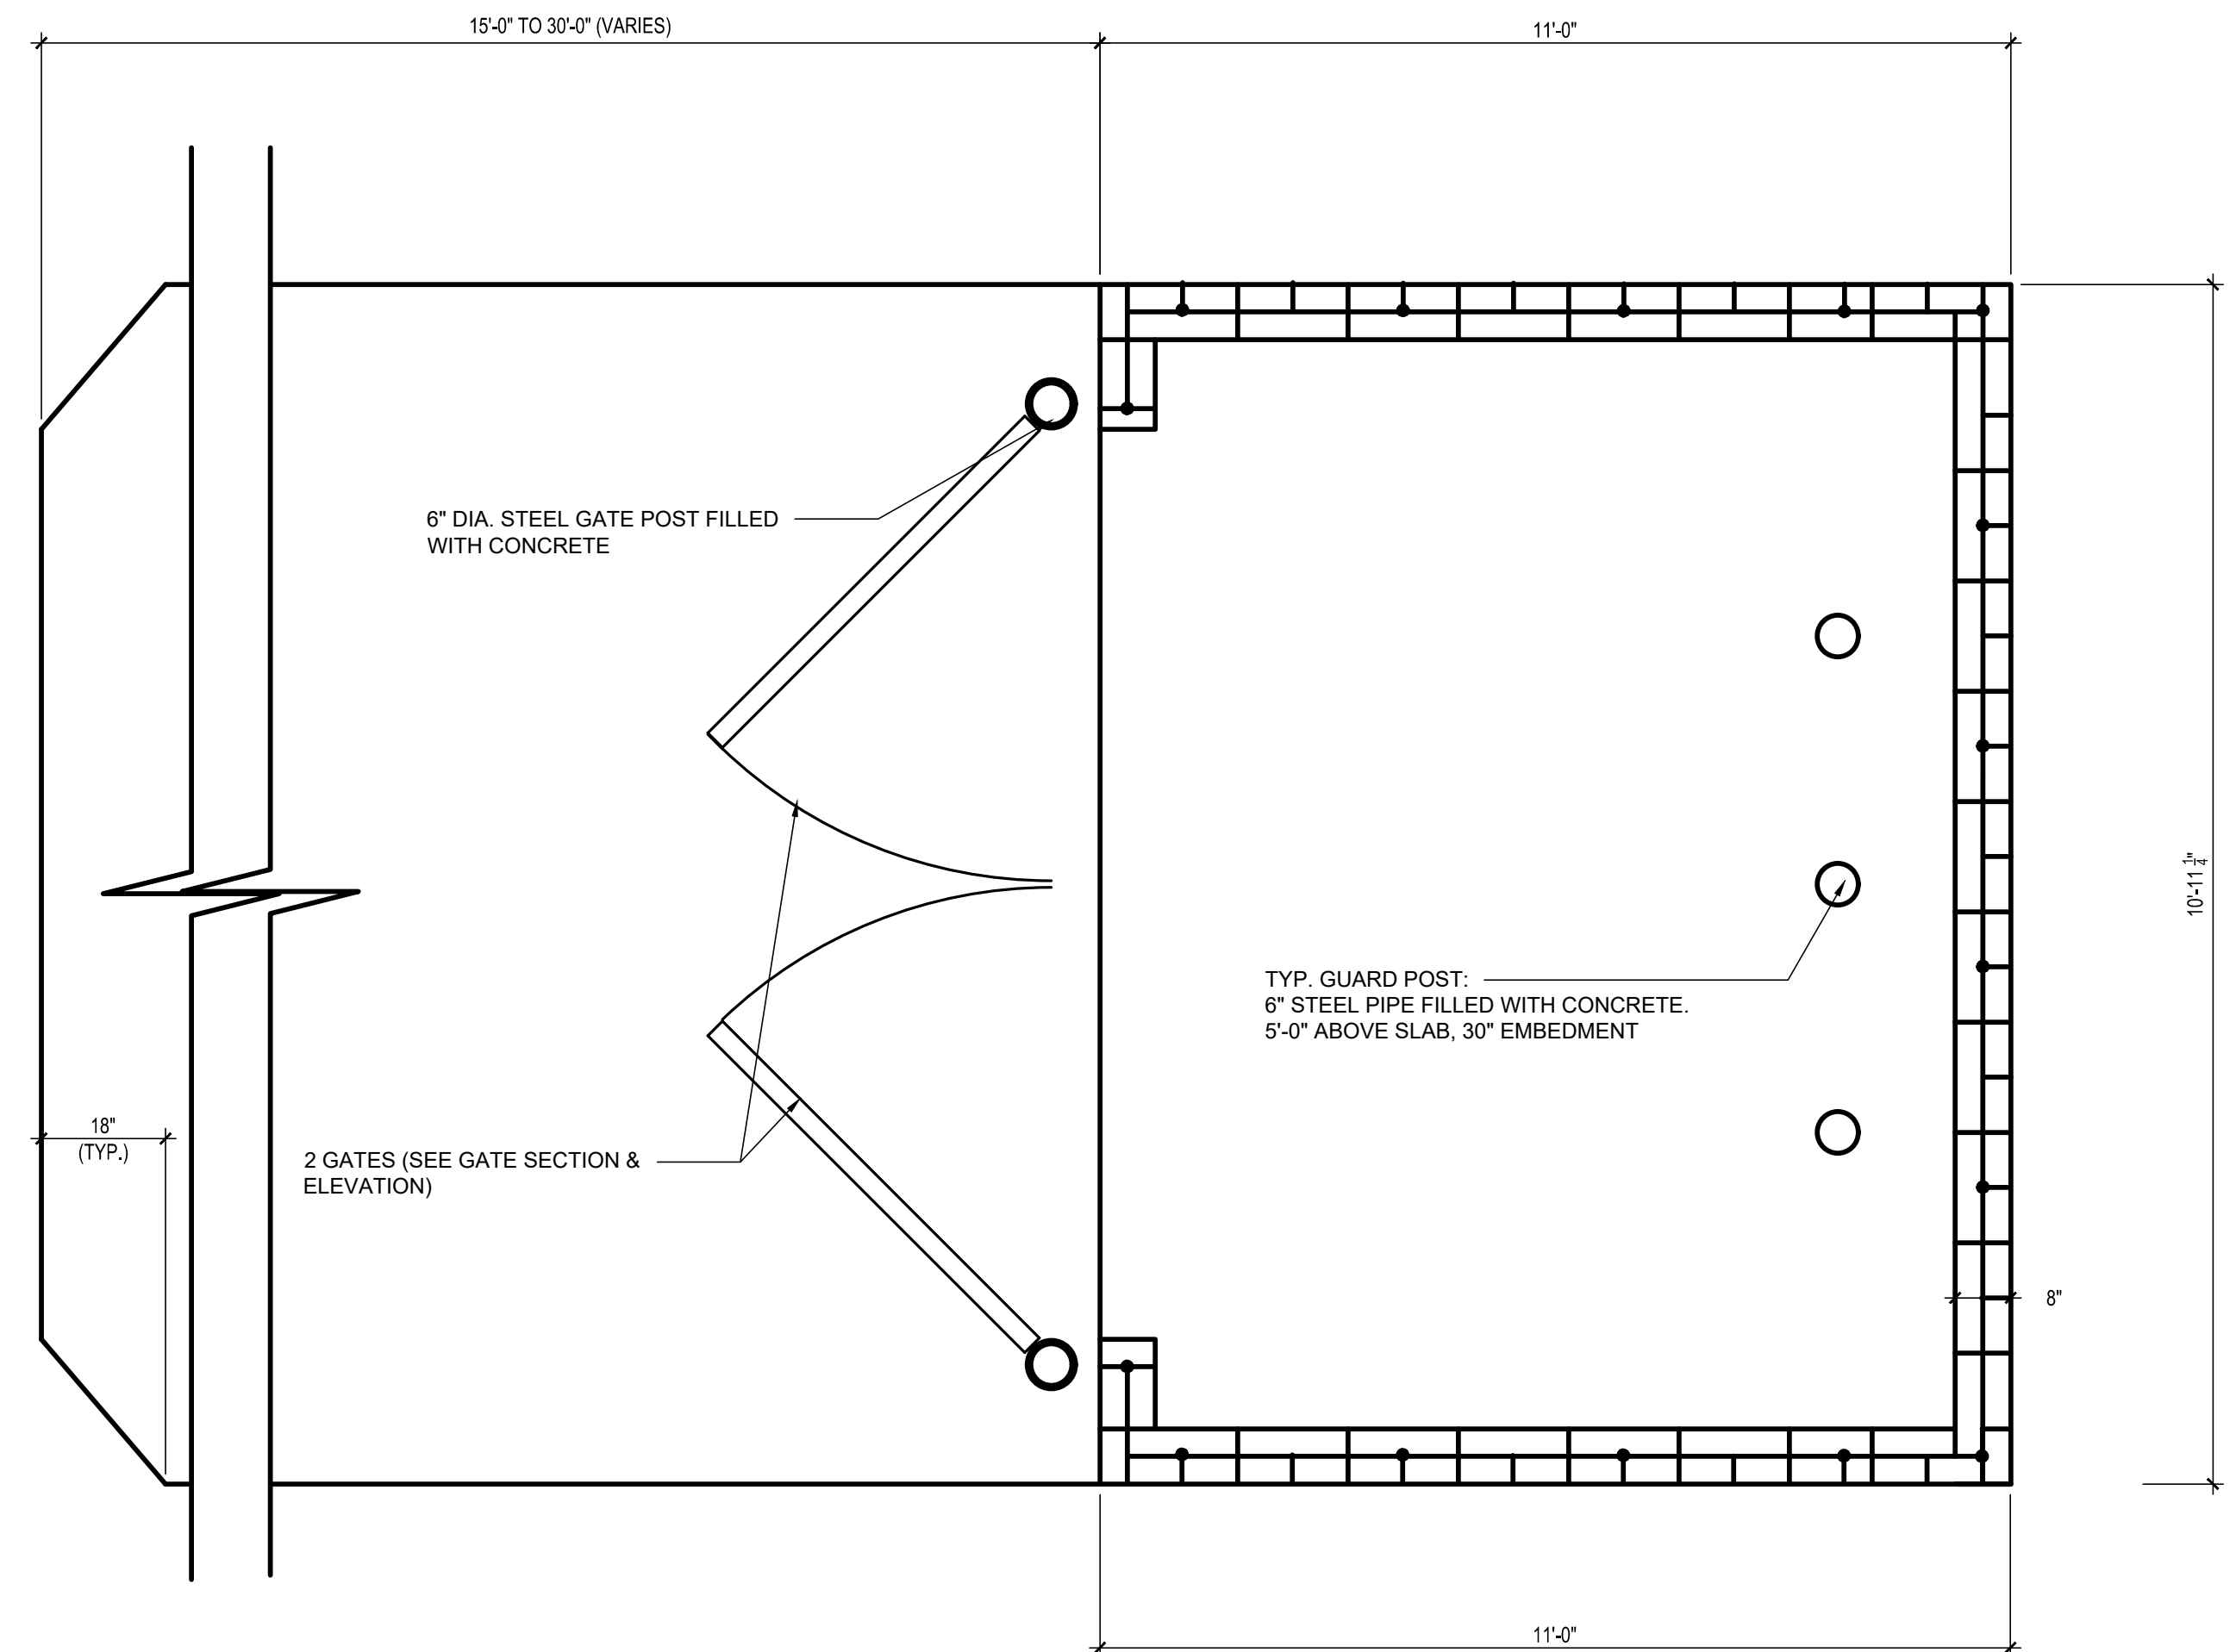 15'-0" TO 30'-0" (VARIES)
11'-0"
6" DIA. STEEL GATE POST FILLED
WITH CONCRETE
10'-11 1/4"
TYP. GUARD POST:
6" STEEL PIPE FILLED WITH CONCRETE.
5'-0" ABOVE SLAB, 30" EMBEDMENT
18"
(TYP.)
2 GATES (SEE GATE SECTION &
ELEVATION)
8"
11'-0"